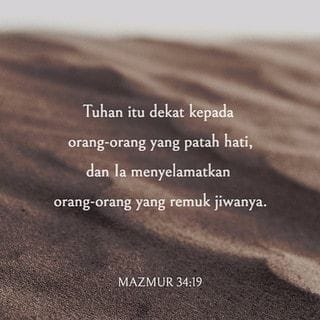 Tuhan itu dekat kepada
orang-orang yang patah hati,
dan Ia menyelamatkan
orang-orang yang remuk jiwanya.
MAZMUR 34:19